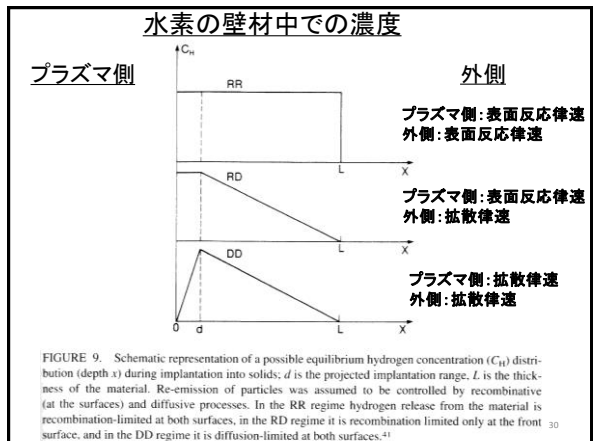 水素の壁材中での濃度
プラズマ側
外側
C_H
RR
プラズマ側:表面反応律速
外側:表面反応律速
L
X
RD
プラズマ側:表面反応律速
外側:拡散律速
L
X
DD
プラズマ側:拡散律速
外側:拡散律速
0
d
L
X
FIGURE 9. Schematic representation of a possible equilibrium hydrogen concentration (C_H) distri-
bution (depth x) during implantation into solids; d is the projected implantation range, L is the thick-
ness of the material. Re-emission of particles was assumed to be controlled by recombinative
(at the surfaces) and diffusive processes. In the RR regime hydrogen release from the material is
recombination-limited at both surfaces, in the RD regime it is recombination limited only at the front
surface, and in the DD regime it is diffusion-limited at both surfaces.⁴¹
30